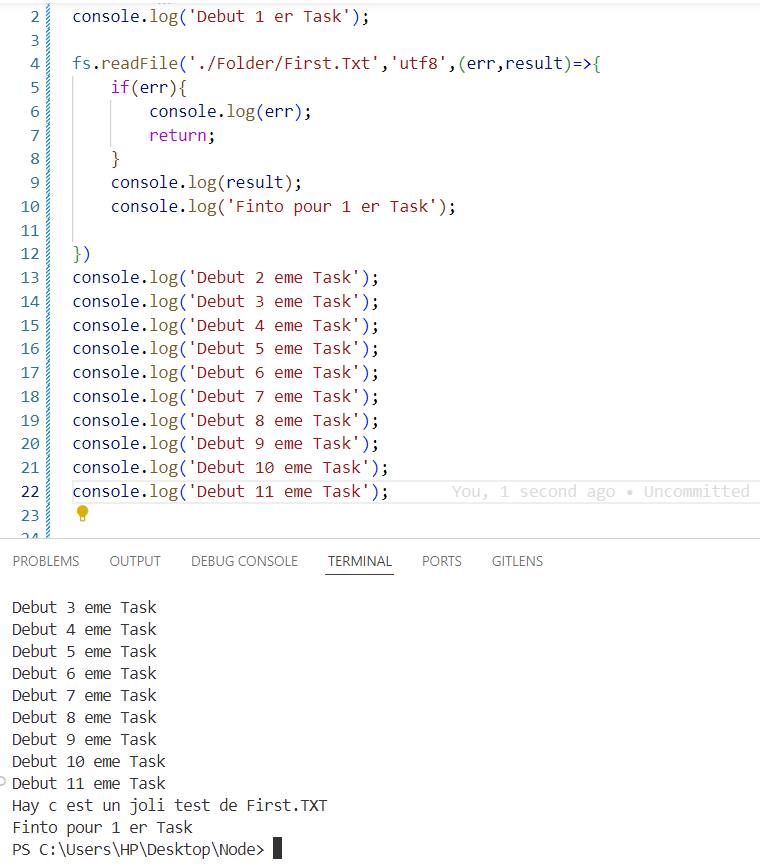 2 console.log('Debut 1 er Task');
3
4 fs.readFile('./Folder/First.Txt','utf8',(err,result)=>{
5 if(err){
6 console.log(err);
7 return;
8 }
9 console.log(result);
10 console.log('Finto pour 1 er Task');
11
12 })
13 console.log('Debut 2 eme Task');
14 console.log('Debut 3 eme Task');
15 console.log('Debut 4 eme Task');
16 console.log('Debut 5 eme Task');
17 console.log('Debut 6 eme Task');
18 console.log('Debut 7 eme Task');
19 console.log('Debut 8 eme Task');
20 console.log('Debut 9 eme Task');
21 console.log('Debut 10 eme Task');
22 console.log('Debut 11 eme Task'); You, 1 second ago • Uncommitted
23
24
PROBLEMS OUTPUT DEBUG CONSOLE TERMINAL PORTS GITLENS
Debut 3 eme Task
Debut 4 eme Task
Debut 5 eme Task
Debut 6 eme Task
Debut 7 eme Task
Debut 8 eme Task
Debut 9 eme Task
Debut 10 eme Task
Debut 11 eme Task
Hay c est un joli test de First.TXT
Finto pour 1 er Task
PS C:\Users\HP\Desktop\Node>